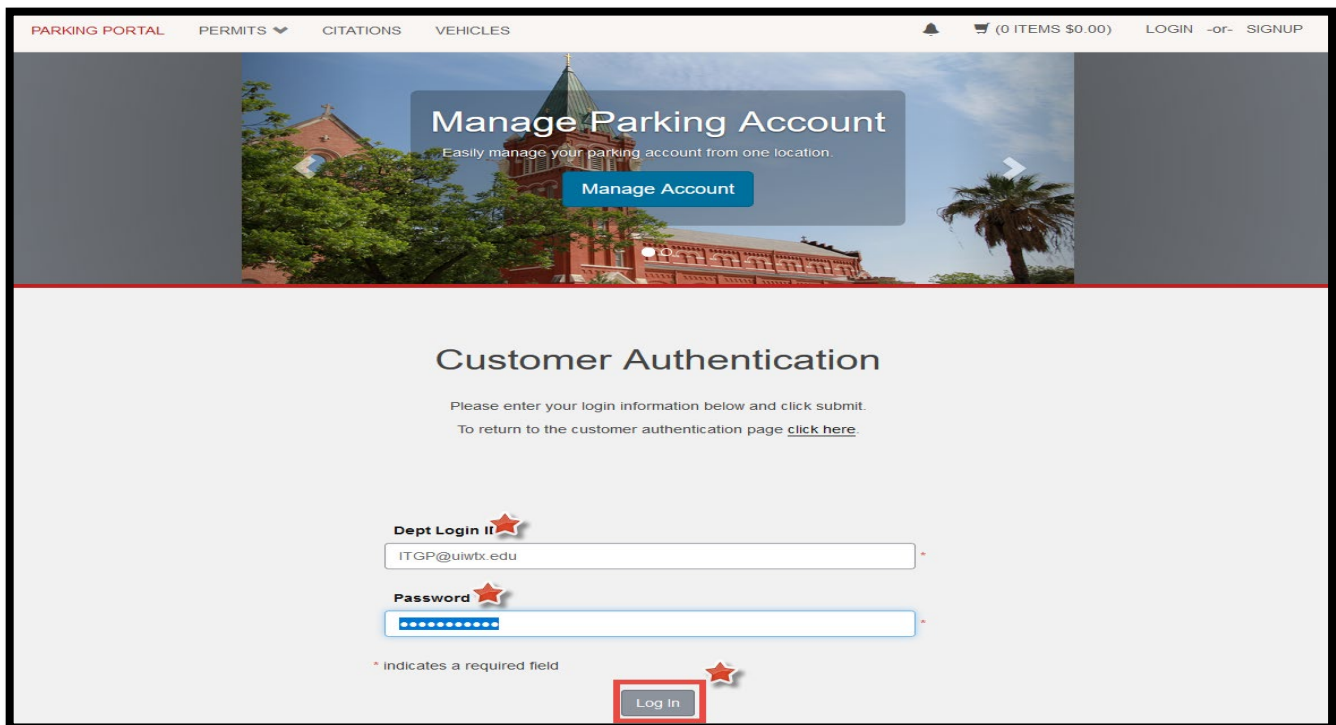 PARKING PORTAL PERMITS CITATIONS VEHICLES (0 ITEMS $0.00) LOGIN -or- SIGNUP
Manage Parking Account
Easily manage your parking account from one location.
Manage Account
Customer Authentication
Please enter your login information below and click submit.
To return to the customer authentication page click here.
Dept Login ID
ITGP@uiwtx.edu *
Password
••••••••••• *
* indicates a required field
Log In